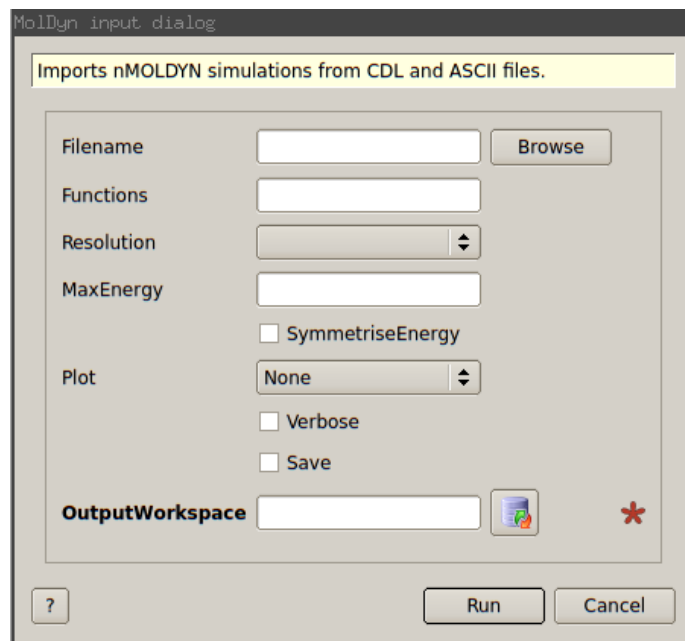 MolDyn input dialog
Imports nMOLDYN simulations from CDL and ASCII files.
Filename Browse
Functions
Resolution
MaxEnergy
SymmetriseEnergy
Plot None
Verbose
Save
OutputWorkspace *
? Run Cancel